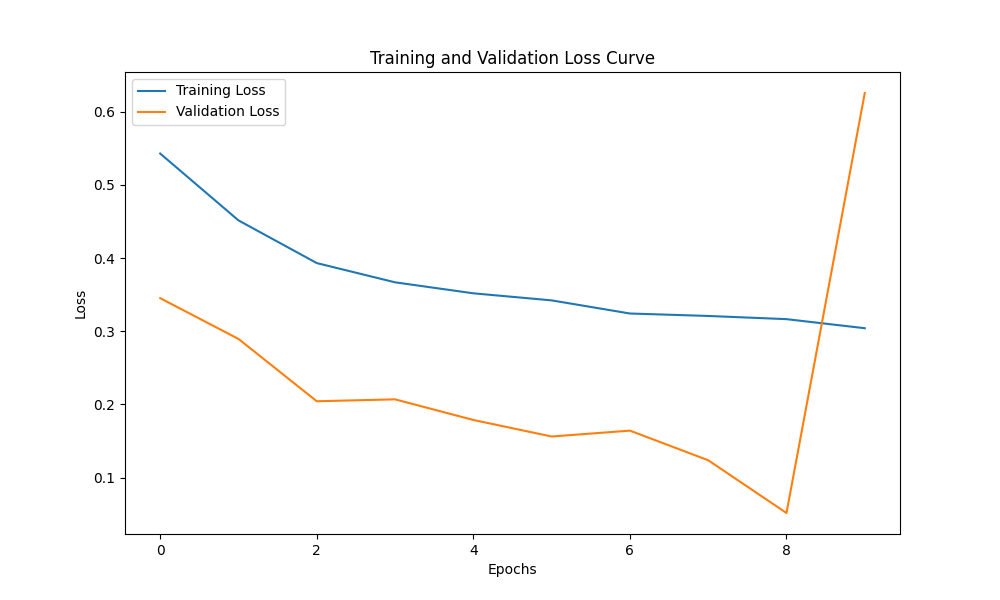 Training and Validation Loss Curve
Training Loss
Validation Loss
0.6
0.5
0.4
0.3
0.2
0.1
Loss
0 2 4 6 8
Epochs